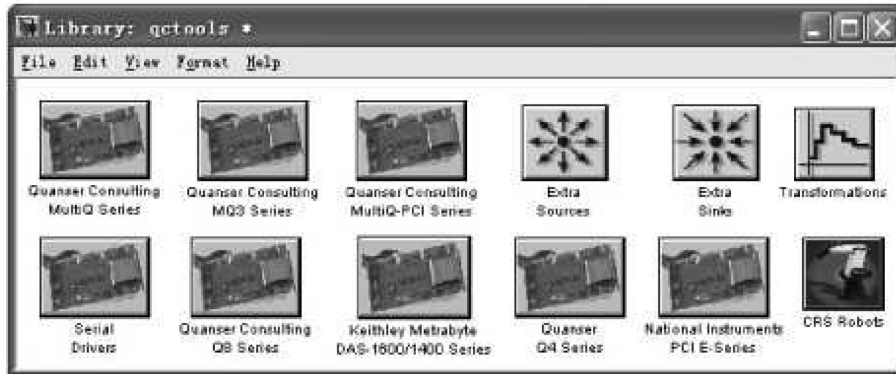 Library: qctools *
File Edit View Format Help
Quanser Consulting
MultiQ Series
Quanser Consulting
MQ3 Series
Quanser Consulting
MultiQ-PCI Series
Extra
Sources
Extra
Sinks
Transformations
Serial
Drivers
Quanser Consulting
Q8 Series
Keithley Metrabyte
DAS-1600/1400 Series
Quanser
Q4 Series
National Instruments
PCI E-Series
CRS Robots